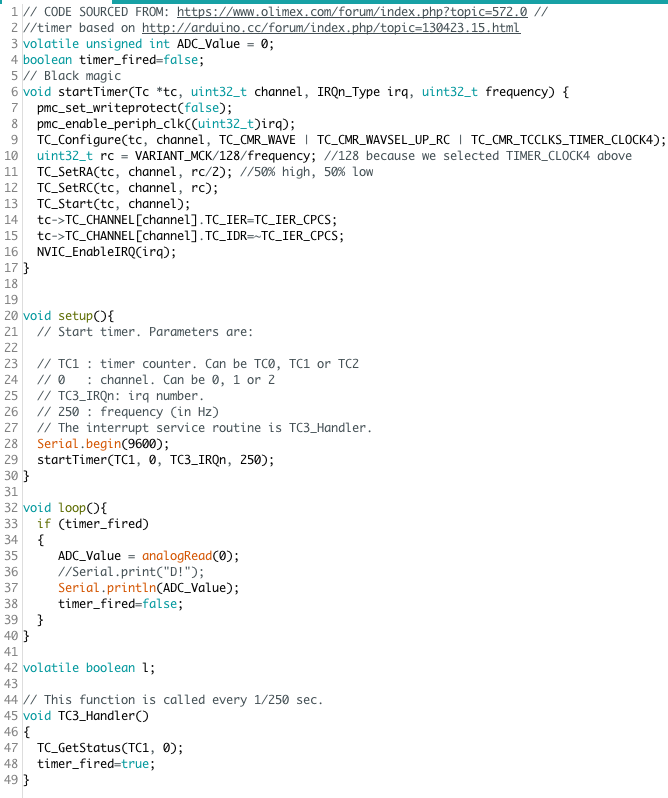 1 // CODE SOURCED FROM: https://www.olimex.com/forum/index.php?topic=572.0 //
2 //timer based on http://arduino.cc/forum/index.php/topic=130423.15.html
3 volatile unsigned int ADC_Value = 0;
4 boolean timer_fired=false;
5 // Black magic
6 void startTimer(Tc *tc, uint32_t channel, IRQn_Type irq, uint32_t frequency) {
7   pmc_set_writeprotect(false);
8   pmc_enable_periph_clk((uint32_t)irq);
9   TC_Configure(tc, channel, TC_CMR_WAVE | TC_CMR_WAVSEL_UP_RC | TC_CMR_TCCLKS_TIMER_CLOCK4);
10   uint32_t rc = VARIANT_MCK/128/frequency; //128 because we selected TIMER_CLOCK4 above
11   TC_SetRA(tc, channel, rc/2); //50% high, 50% low
12   TC_SetRC(tc, channel, rc);
13   TC_Start(tc, channel);
14   tc->TC_CHANNEL[channel].TC_IER=TC_IER_CPCS;
15   tc->TC_CHANNEL[channel].TC_IDR=~TC_IER_CPCS;
16   NVIC_EnableIRQ(irq);
17 }
18
19
20 void setup(){
21   // Start timer. Parameters are:
22
23   // TC1 : timer counter. Can be TC0, TC1 or TC2
24   // 0   : channel. Can be 0, 1 or 2
25   // TC3_IRQn: irq number.
26   // 250 : frequency (in Hz)
27   // The interrupt service routine is TC3_Handler.
28   Serial.begin(9600);
29   startTimer(TC1, 0, TC3_IRQn, 250);
30 }
31
32 void loop(){
33   if (timer_fired)
34   {
35      ADC_Value = analogRead(0);
36      //Serial.print("D!");
37      Serial.println(ADC_Value);
38      timer_fired=false;
39   }
40 }
41
42 volatile boolean l;
43
44 // This function is called every 1/250 sec.
45 void TC3_Handler()
46 {
47   TC_GetStatus(TC1, 0);
48   timer_fired=true;
49 }